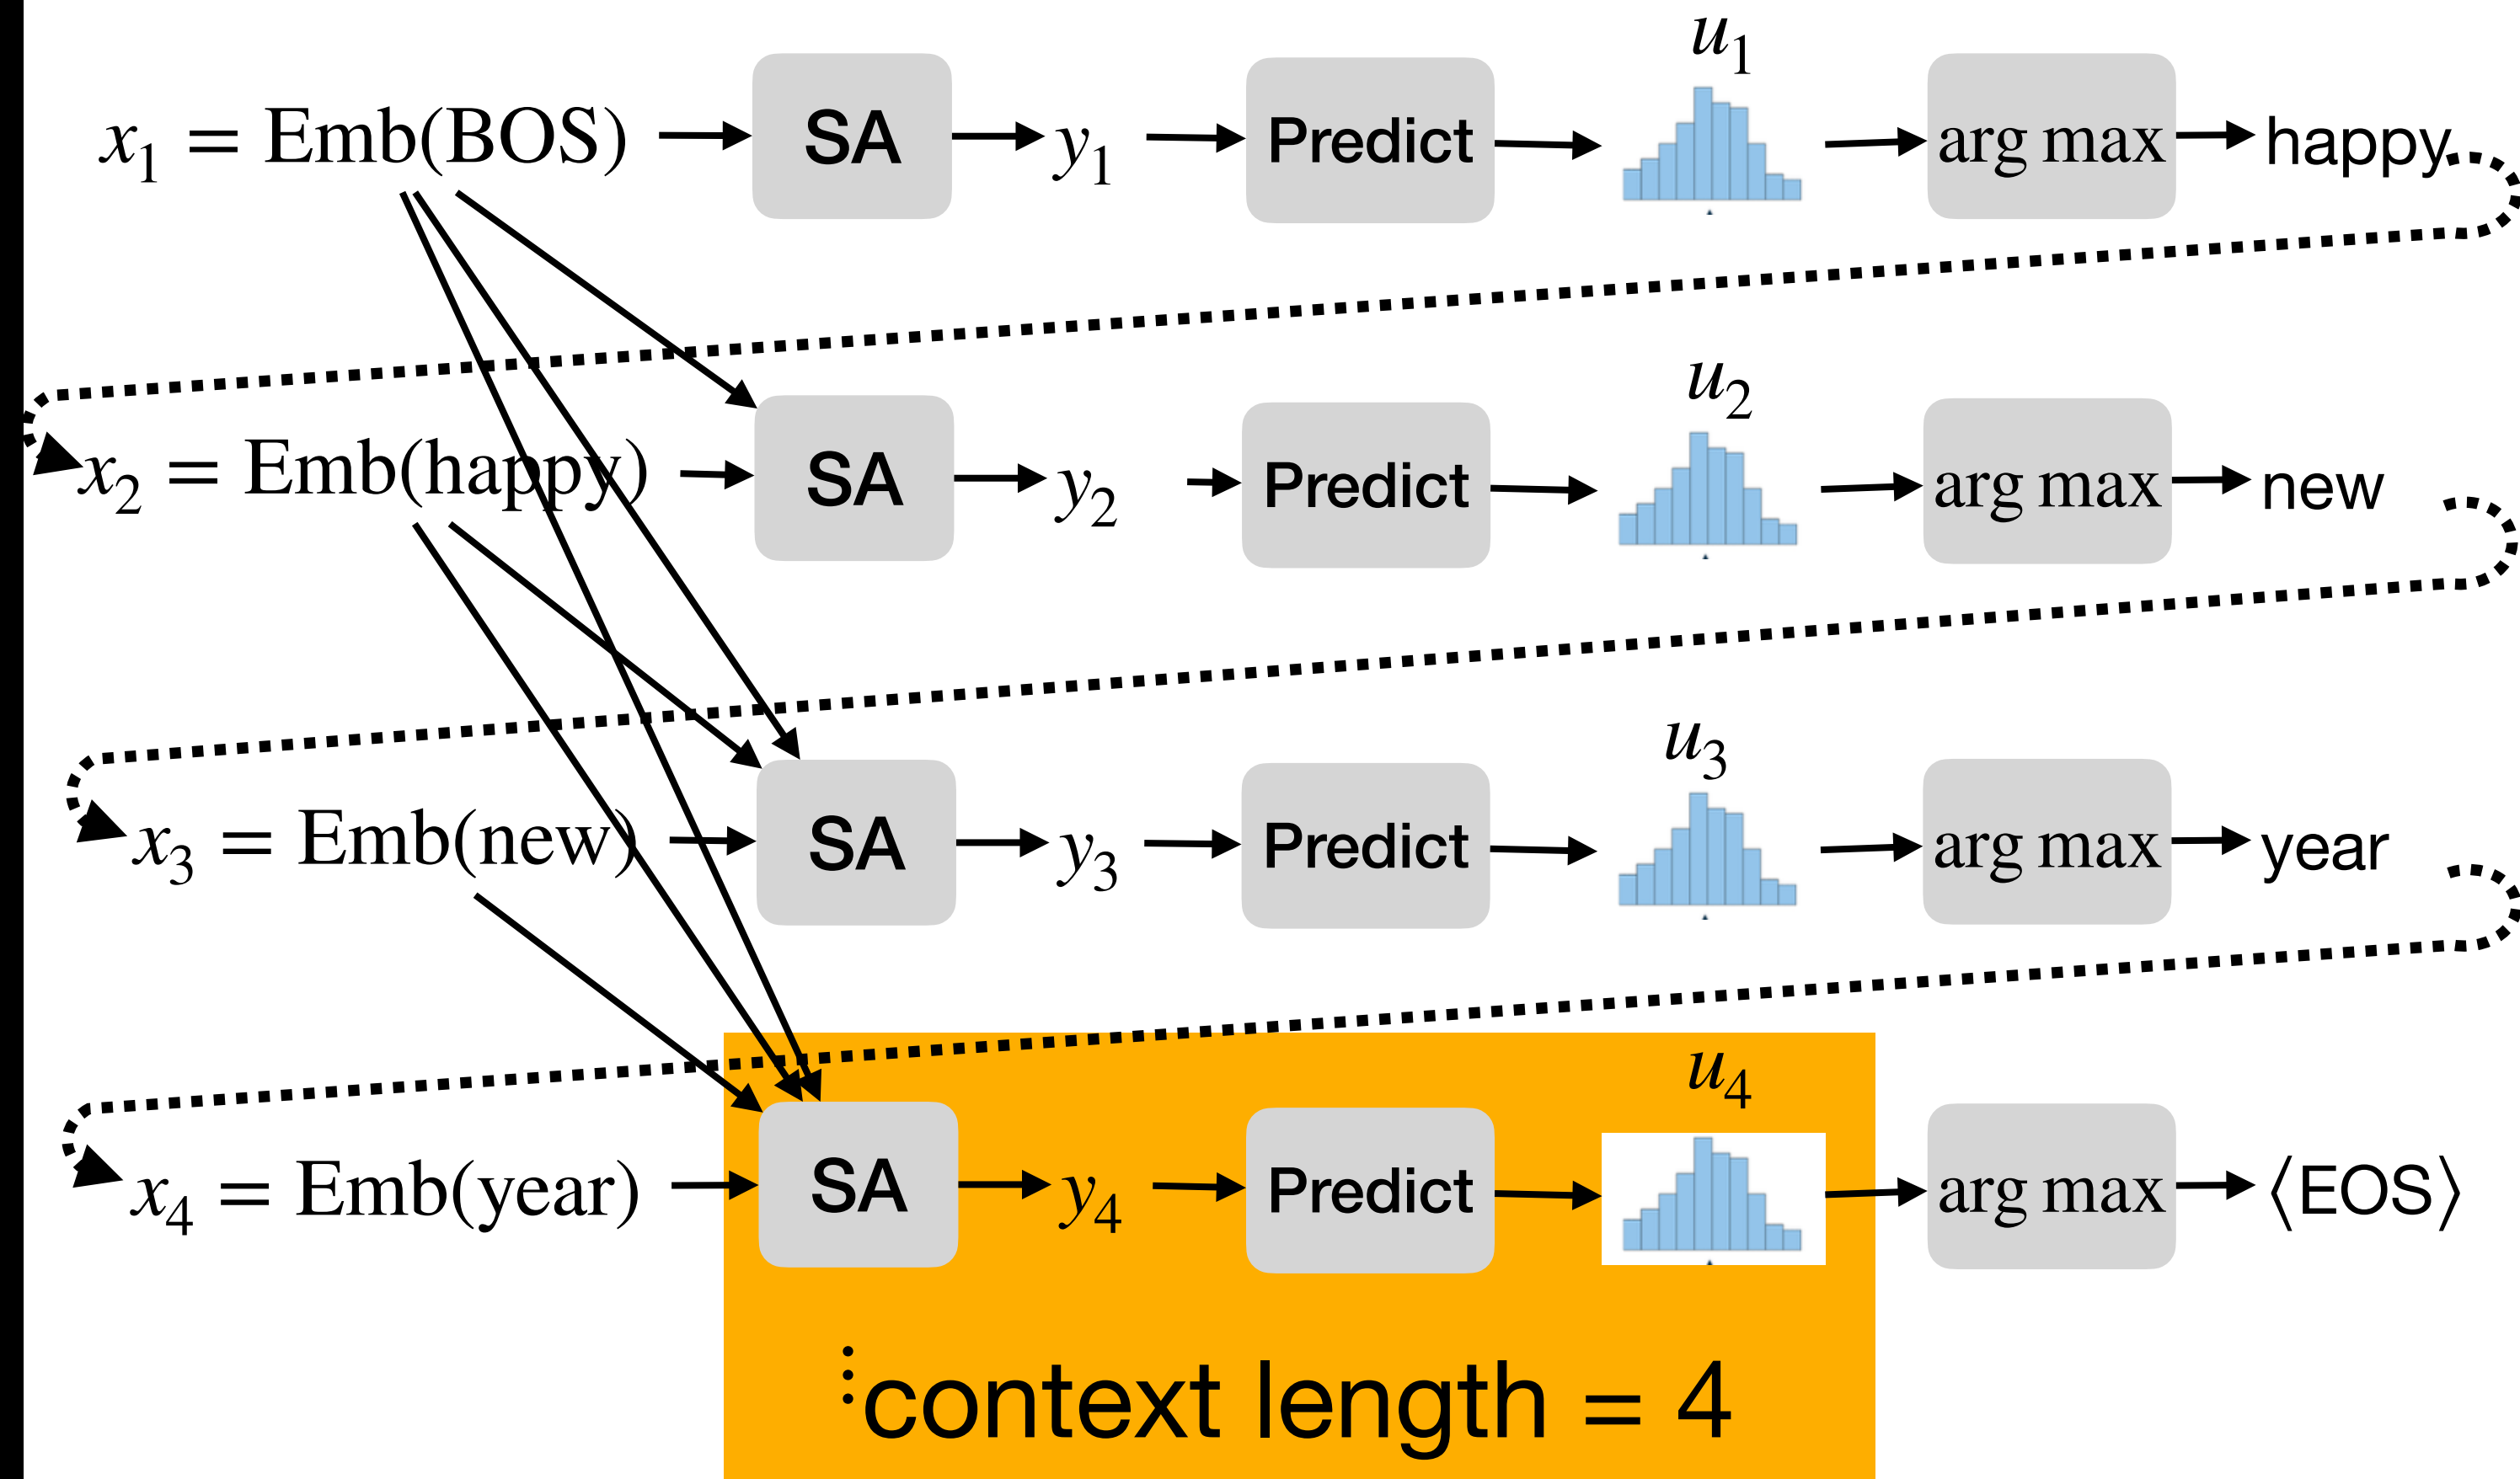 u₁
x₁ = Emb(BOS) SA y₁ Predict arg max happy
u₂
x₂ = Emb(happy) SA y₂ Predict arg max new
u₃
x₃ = Emb(new) SA y₃ Predict arg max year
u₄
x₄ = Emb(year) SA y₄ Predict arg max ⟨EOS⟩
⋮context length = 4